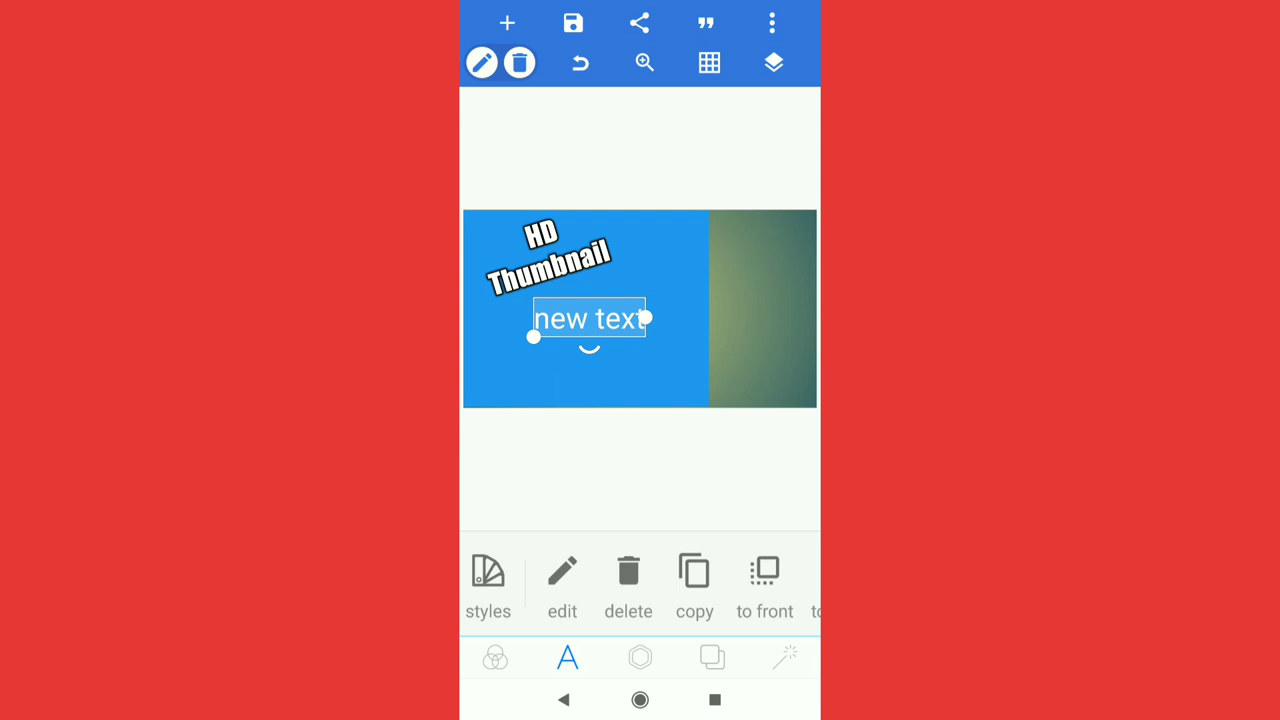 HD
Thumbnail
new text
styles
edit
delete
copy
to front